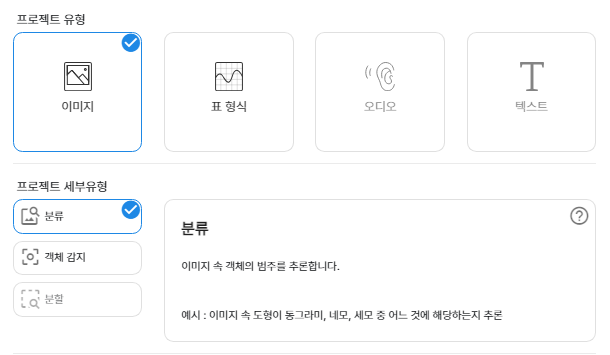 프로젝트 유형
이미지
표 형식
오디오
텍스트
프로젝트 세부유형
분류
객체 감지
분할
분류
이미지 속 객체의 범주를 추론합니다.
예시 : 이미지 속 도형이 동그라미, 네모, 세모 중 어느 것에 해당하는지 추론